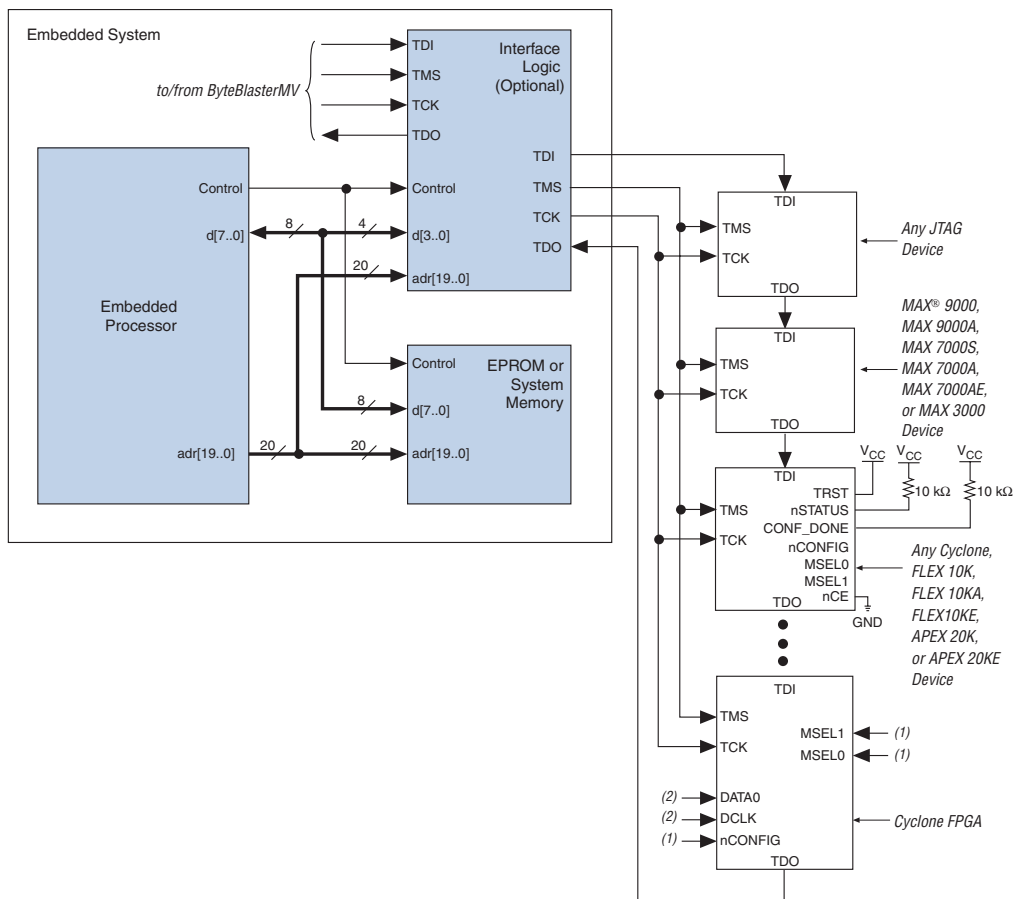 Embedded System
to/from ByteBlasterMV
TDI
TMS
TCK
TDO
Interface
Logic
(Optional)
TDI
TMS
TCK
TDO
Control
d[3..0]
adr[19..0]
Control
d[7..0]
8
4
20
Embedded
Processor
adr[19..0]
20
20
8
Control
d[7..0]
adr[19..0]
EPROM or
System
Memory
TDI
TMS
TCK
TDO
Any JTAG
Device
TDI
TMS
TCK
TDO
MAX® 9000,
MAX 9000A,
MAX 7000S,
MAX 7000A,
MAX 7000AE,
or MAX 3000
Device
TDI
TMS
TCK
TDO
TRST
nSTATUS
CONF_DONE
nCONFIG
MSEL0
MSEL1
nCE
VCC
VCC
VCC
10 kΩ
10 kΩ
GND
Any Cyclone,
FLEX 10K,
FLEX 10KA,
FLEX10KE,
APEX 20K,
or APEX 20KE
Device
TDI
TMS
TCK
MSEL1
(1)
MSEL0
(1)
(2)
DATA0
(2)
DCLK
(1)
nCONFIG
TDO
Cyclone FPGA